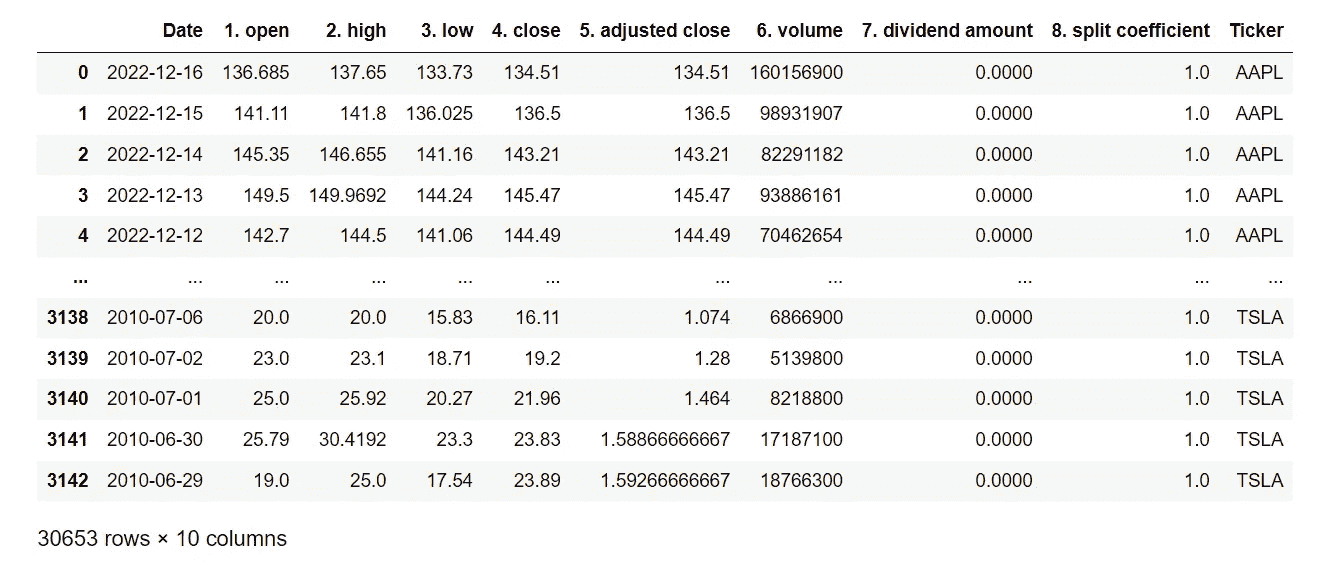 Date 1. open 2. high 3. low 4. close 5. adjusted close 6. volume 7. dividend amount 8. split coefficient Ticker
0 2022-12-16 136.685 137.65 133.73 134.51 134.51 160156900 0.0000 1.0 AAPL
1 2022-12-15 141.11 141.8 136.025 136.5 136.5 98931907 0.0000 1.0 AAPL
2 2022-12-14 145.35 146.655 141.16 143.21 143.21 82291182 0.0000 1.0 AAPL
3 2022-12-13 149.5 149.9692 144.24 145.47 145.47 93886161 0.0000 1.0 AAPL
4 2022-12-12 142.7 144.5 141.06 144.49 144.49 70462654 0.0000 1.0 AAPL
... ... ... ... ... ... ... ... ... ... ...
3138 2010-07-06 20.0 20.0 15.83 16.11 1.074 6866900 0.0000 1.0 TSLA
3139 2010-07-02 23.0 23.1 18.71 19.2 1.28 5139800 0.0000 1.0 TSLA
3140 2010-07-01 25.0 25.92 20.27 21.96 1.464 8218800 0.0000 1.0 TSLA
3141 2010-06-30 25.79 30.4192 23.3 23.83 1.58866666667 17187100 0.0000 1.0 TSLA
3142 2010-06-29 19.0 25.0 17.54 23.89 1.59266666667 18766300 0.0000 1.0 TSLA
30653 rows × 10 columns